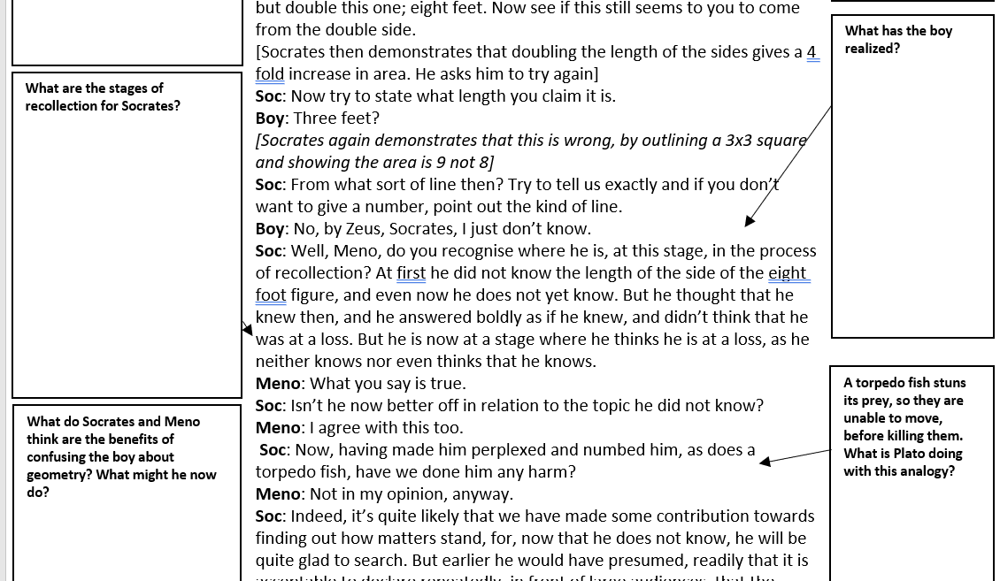 What are the stages of
recollection for Socrates?
What do Socrates and Meno
think are the benefits of
confusing the boy about
geometry? What might he now
do?
but double this one; eight feet. Now see if this still seems to you to come
from the double side.
[Socrates then demonstrates that doubling the length of the sides gives a 4
fold increase in area. He asks him to try again]
Soc: Now try to state what length you claim it is.
Boy: Three feet?
[Socrates again demonstrates that this is wrong, by outlining a 3x3 square
and showing the area is 9 not 8]
Soc: From what sort of line then? Try to tell us exactly and if you don’t
want to give a number, point out the kind of line.
Boy: No, by Zeus, Socrates, I just don’t know.
Soc: Well, Meno, do you recognise where he is, at this stage, in the process
of recollection? At first he did not know the length of the side of the eight
foot figure, and even now he does not yet know. But he thought that he
knew then, and he answered boldly as if he knew, and didn’t think that he
was at a loss. But he is now at a stage where he thinks he is at a loss, as he
neither knows nor even thinks that he knows.
Meno: What you say is true.
Soc: Isn’t he now better off in relation to the topic he did not know?
Meno: I agree with this too.
Soc: Now, having made him perplexed and numbed him, as does a
torpedo fish, have we done him any harm?
Meno: Not in my opinion, anyway.
Soc: Indeed, it’s quite likely that we have made some contribution towards
finding out how matters stand, for, now that he does not know, he will be
quite glad to search. But earlier he would have presumed, readily that it is
What has the boy
realized?
A torpedo fish stuns
its prey, so they are
unable to move,
before killing them.
What is Plato doing
with this analogy?